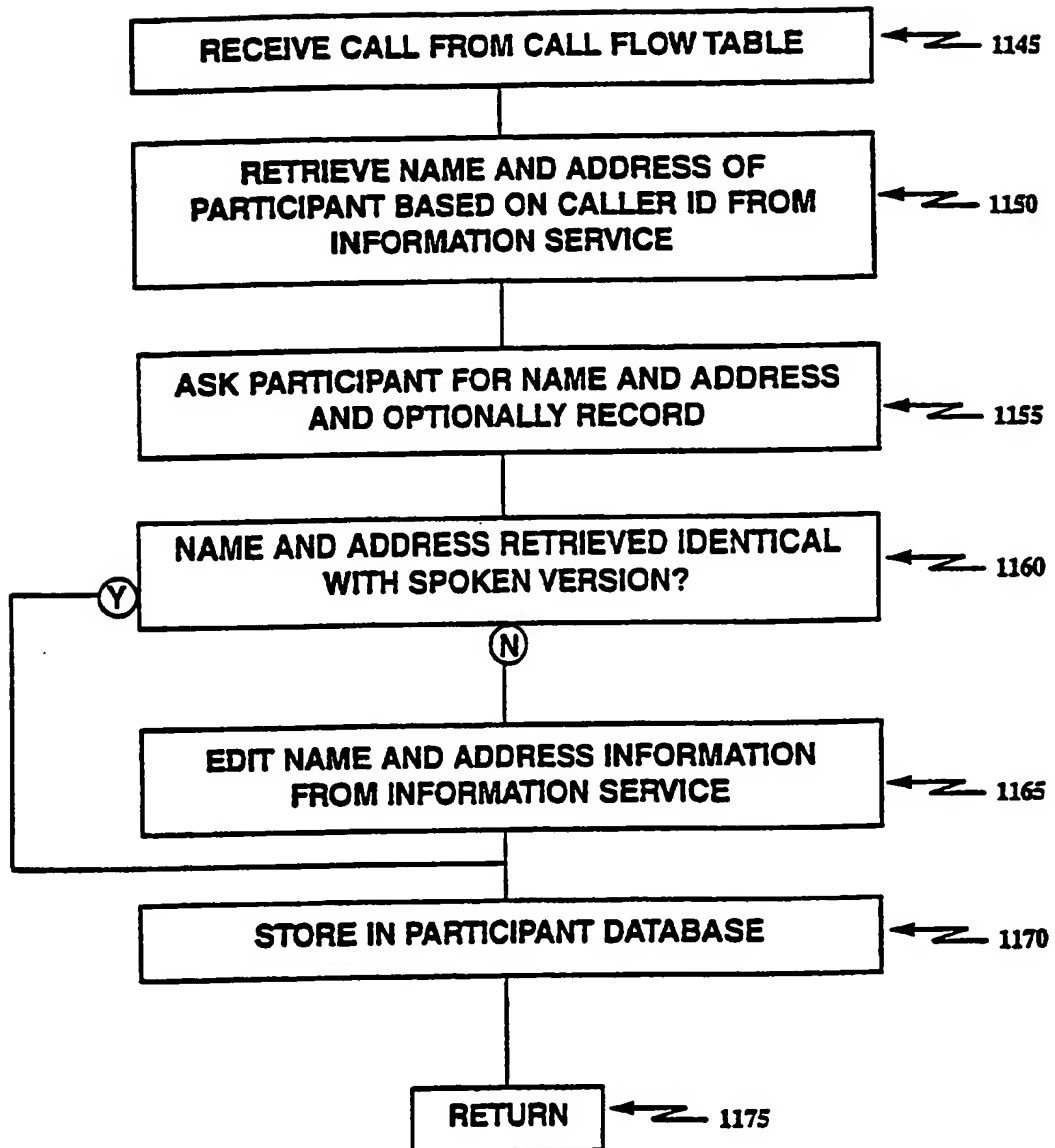 RECEIVE CALL FROM CALL FLOW TABLE
1145
RETRIEVE NAME AND ADDRESS OF
PARTICIPANT BASED ON CALLER ID FROM
INFORMATION SERVICE
1150
ASK PARTICIPANT FOR NAME AND ADDRESS
AND OPTIONALLY RECORD
1155
NAME AND ADDRESS RETRIEVED IDENTICAL
WITH SPOKEN VERSION?
1160
Y
N
EDIT NAME AND ADDRESS INFORMATION
FROM INFORMATION SERVICE
1165
STORE IN PARTICIPANT DATABASE
1170
RETURN
1175